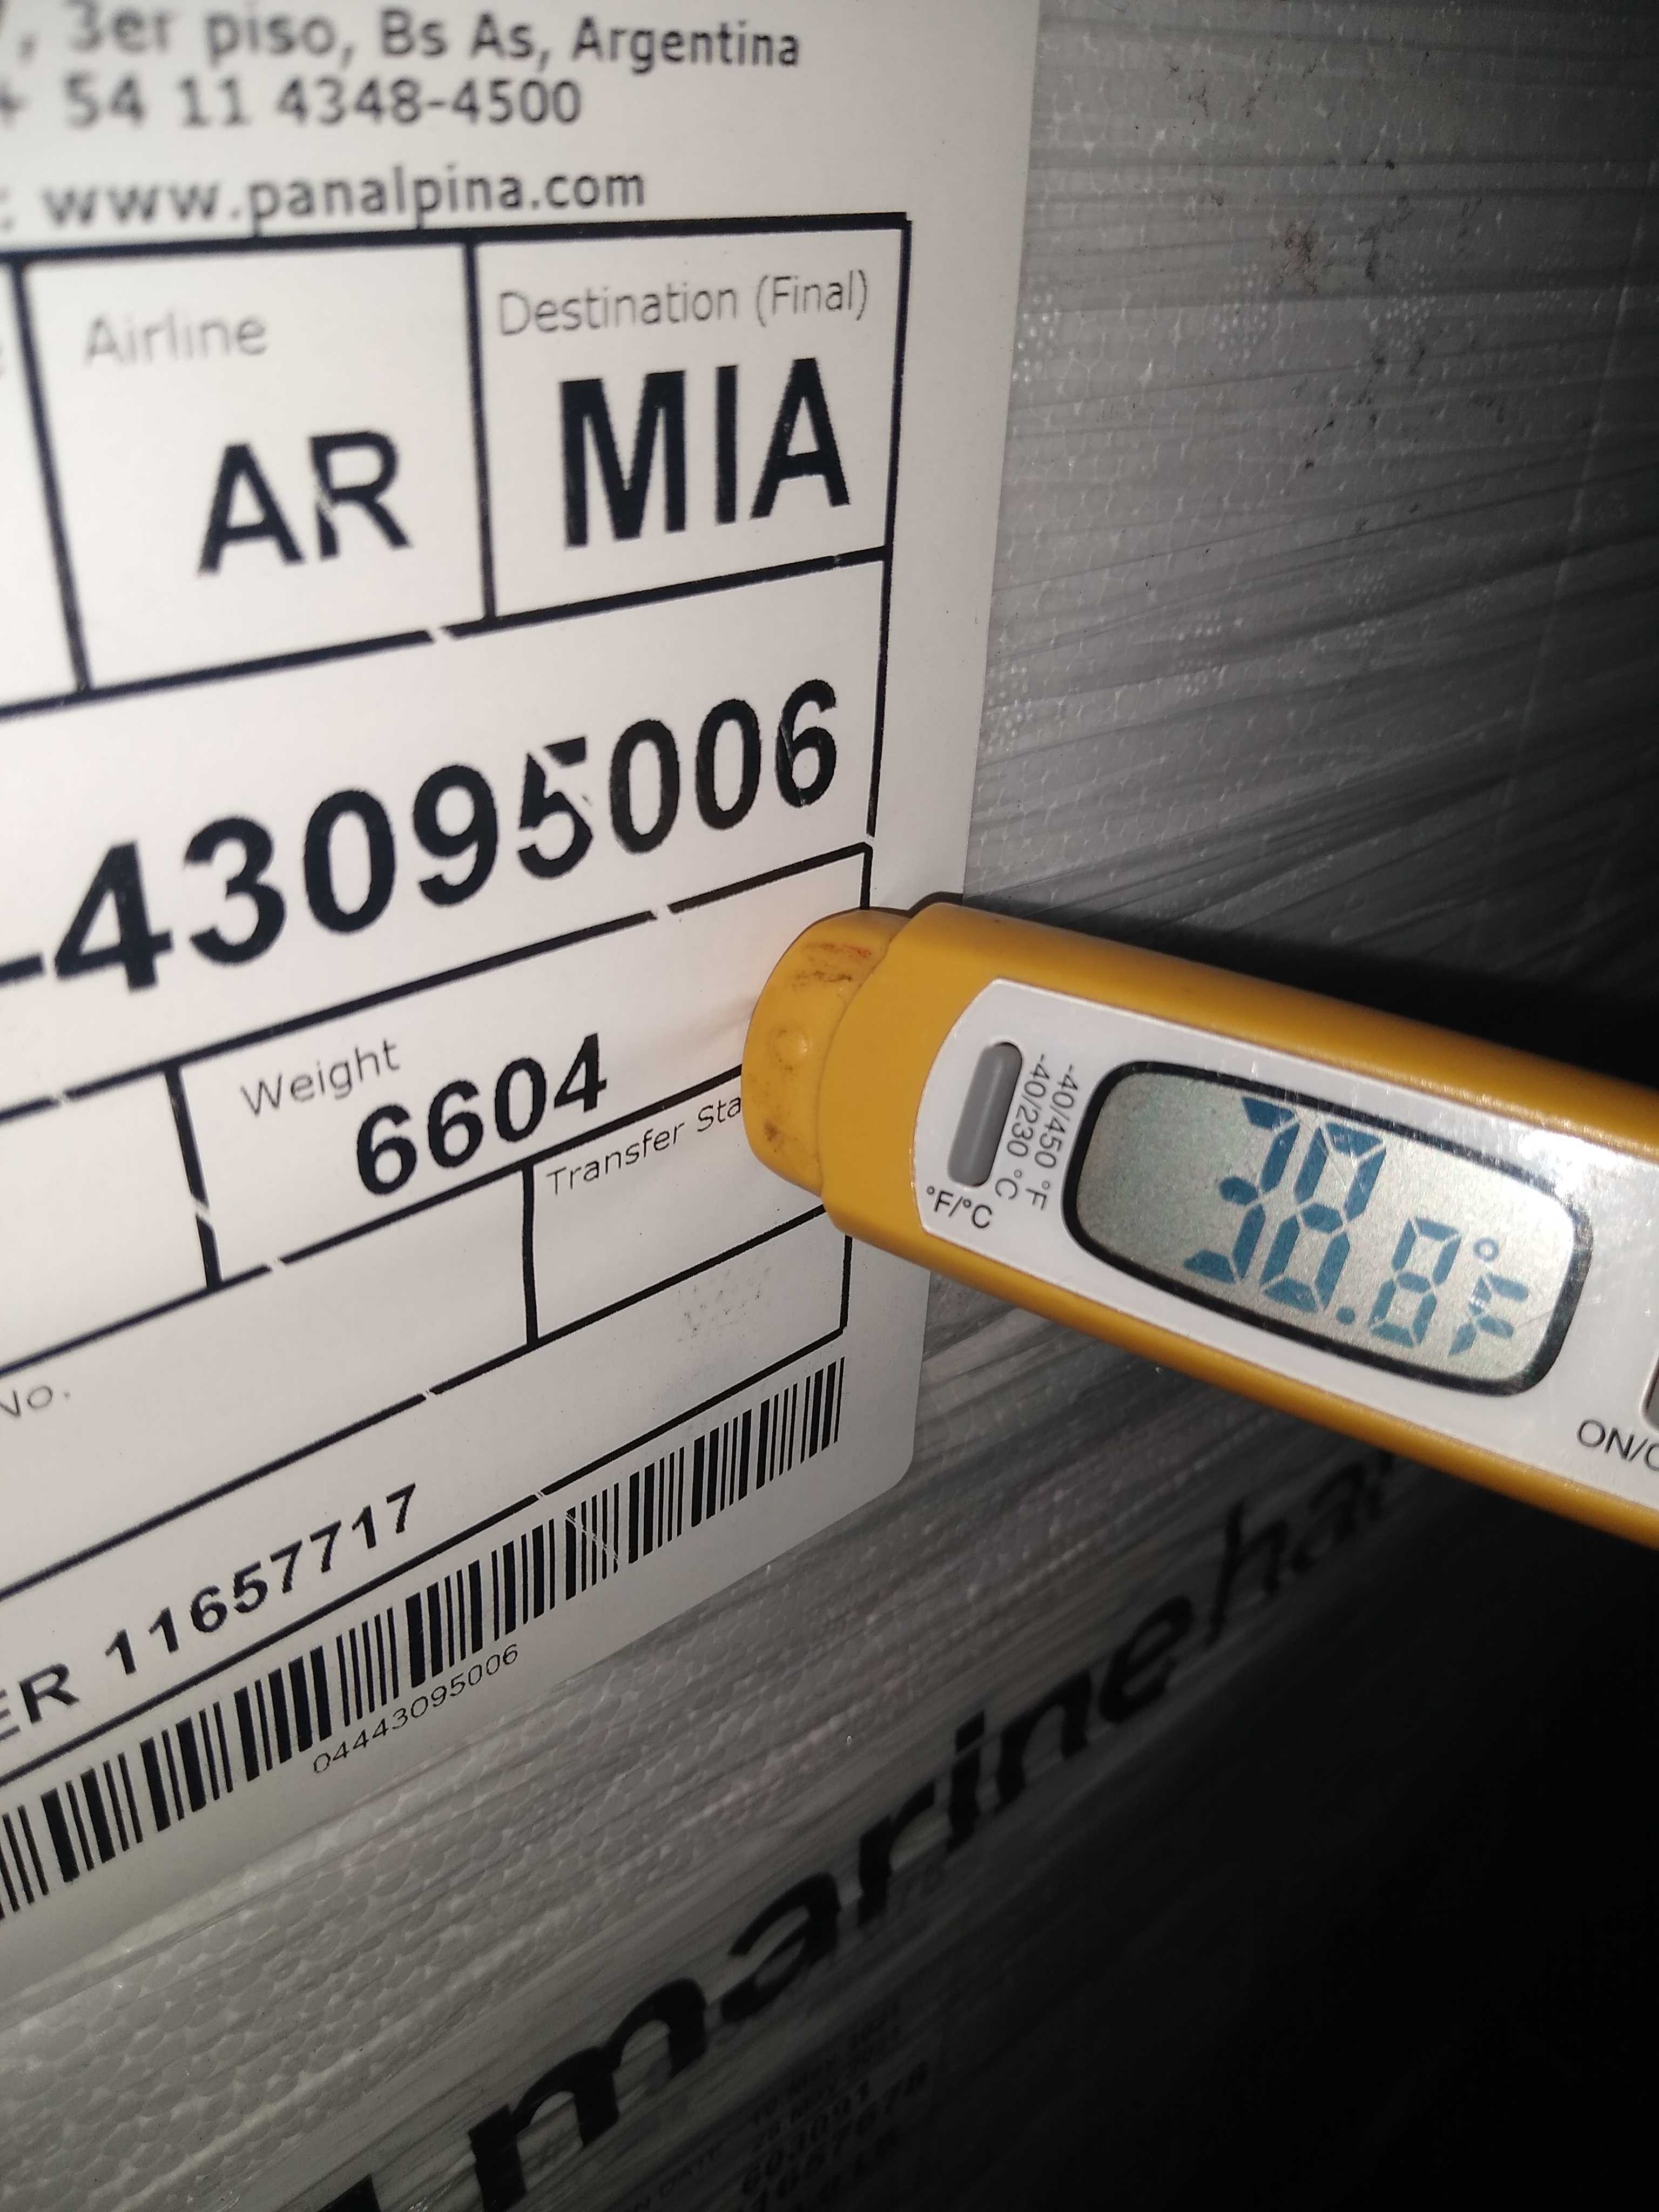 , 3er piso, Bs As, Argentina
+ 54 11 4348-4500
: www.panalpina.com
Airline
Destination (Final)
AR
MIA
-43095006
Weight
6604
Transfer Sta
No.
ER 11657717
04443095006
-40/450 °F
-40/230 °C
°F/°C
38.8 °F
ON/O
marinehar